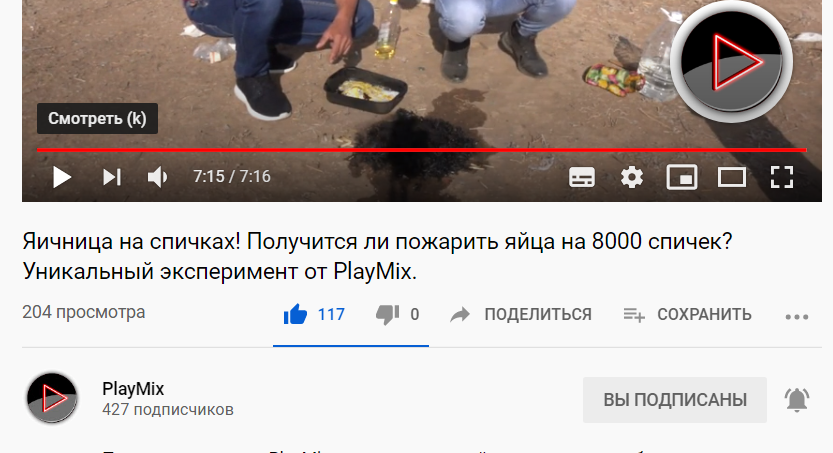 Смотреть (k)
7:15 / 7:16
Яичница на спичках! Получится ли пожарить яйца на 8000 спичек?
Уникальный эксперимент от PlayMix.
204 просмотра
117
0
ПОДЕЛИТЬСЯ
СОХРАНИТЬ
PlayMix
427 подписчиков
ВЫ ПОДПИСАНЫ